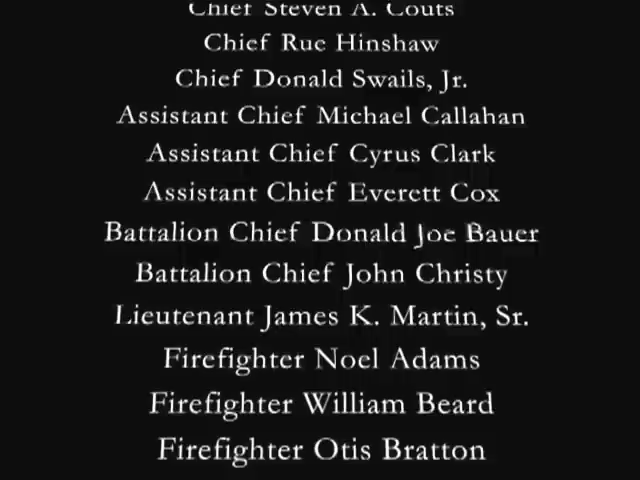 Chief Steven A. Couts
Chief Rue Hinshaw
Chief Donald Swails, Jr.
Assistant Chief Michael Callahan
Assistant Chief Cyrus Clark
Assistant Chief Everett Cox
Battalion Chief Donald Joe Bauer
Battalion Chief John Christy
Lieutenant James K. Martin, Sr.
Firefighter Noel Adams
Firefighter William Beard
Firefighter Otis Bratton